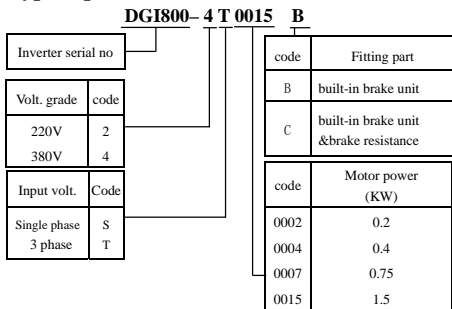 DGI800– 4 T 0015 B
Inverter serial no
Volt. grade code
220V 2
380V 4
Input volt. Code
Single phase S
3 phase T
code Fitting part
B built-in brake unit
C built-in brake unit
&brake resistance
code Motor power
(KW)
0002 0.2
0004 0.4
0007 0.75
0015 1.5